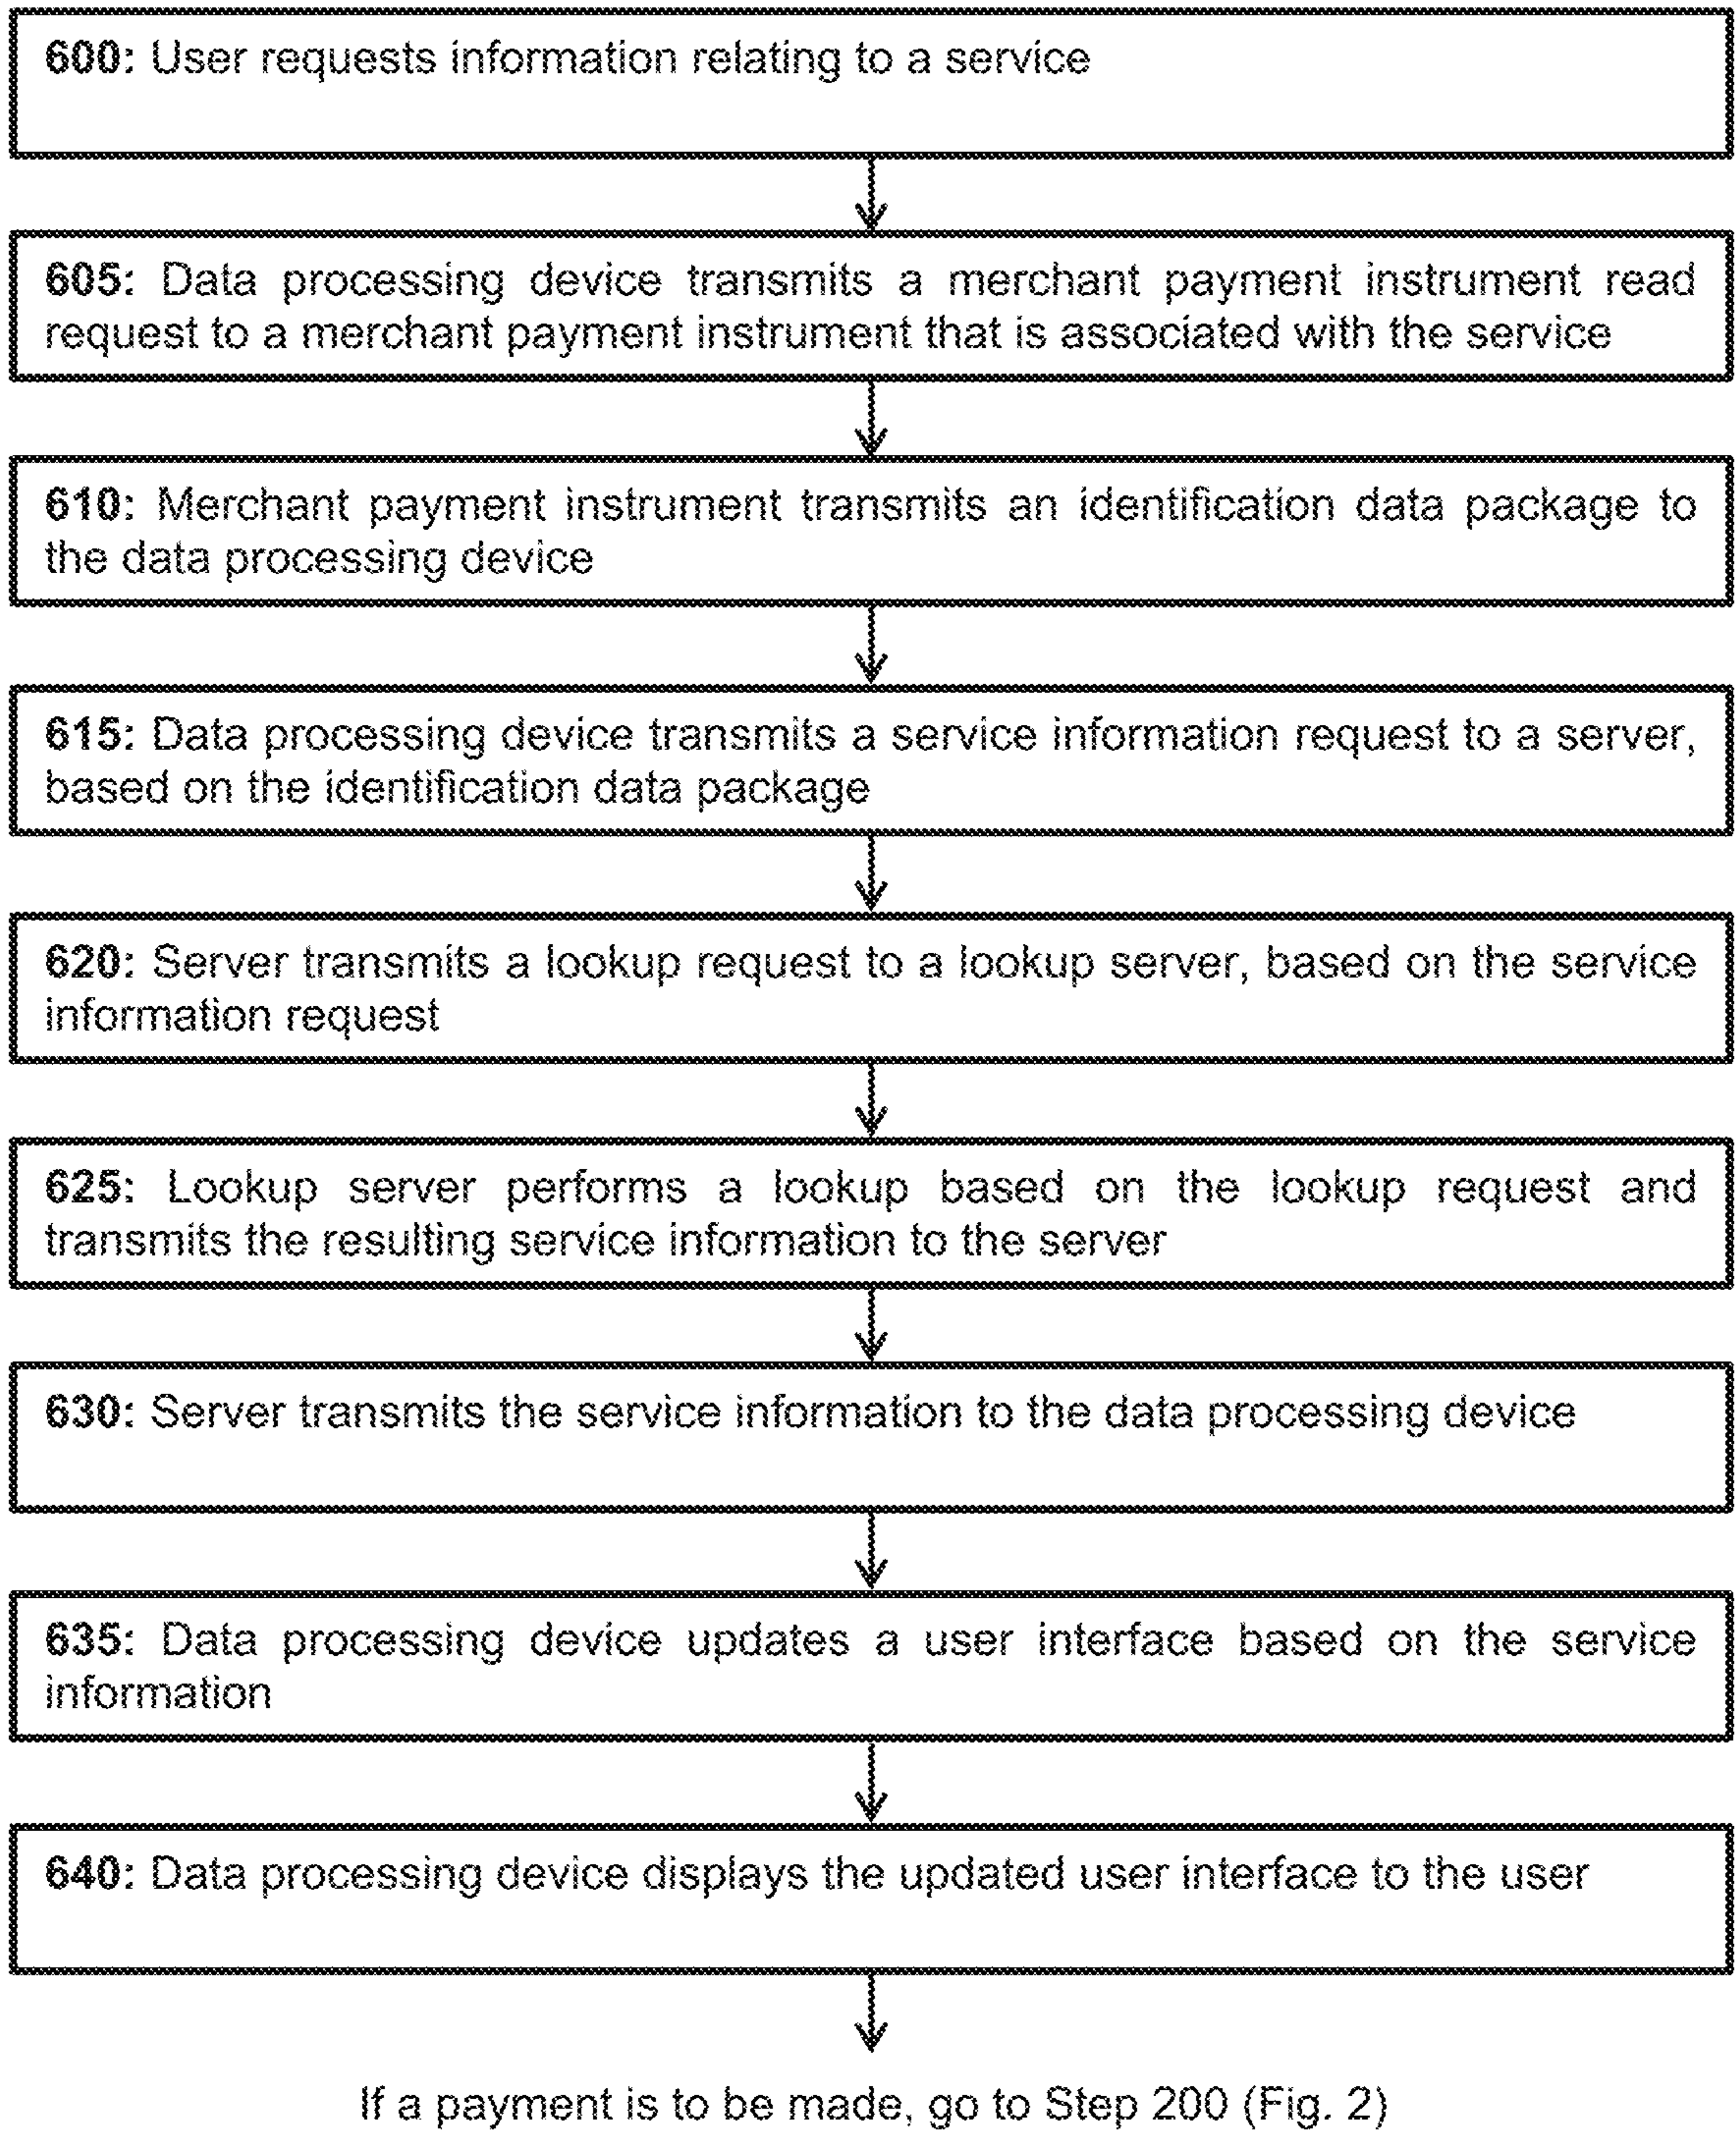 600: User requests information relating to a service
605: Data processing device transmits a merchant payment instrument read
request to a merchant payment instrument that is associated with the service
610: Merchant payment instrument transmits an identification data package to
the data processing device
615: Data processing device transmits a service information request to a server,
based on the identification data package
620: Server transmits a lookup request to a lookup server, based on the service
information request
625: Lookup server performs a lookup based on the lookup request and
transmits the resulting service information to the server
630: Server transmits the service information to the data processing device
635: Data processing device updates a user interface based on the service
information
640: Data processing device displays the updated user interface to the user
If a payment is to be made, go to Step 200 (Fig. 2)